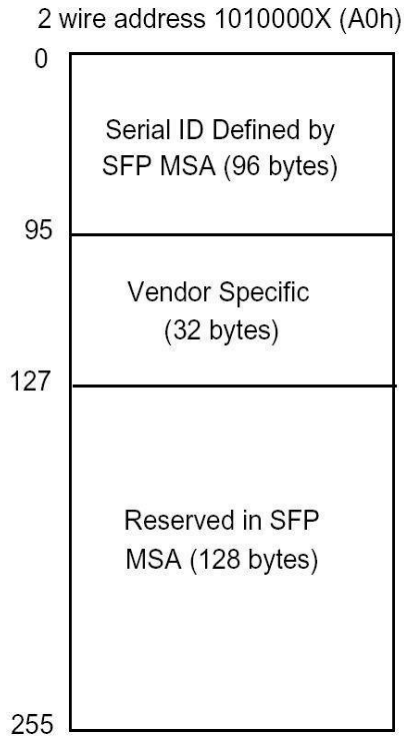 2 wire address 1010000X (A0h)
0
Serial ID Defined by
SFP MSA (96 bytes)
95
Vendor Specific
(32 bytes)
127
Reserved in SFP
MSA (128 bytes)
255